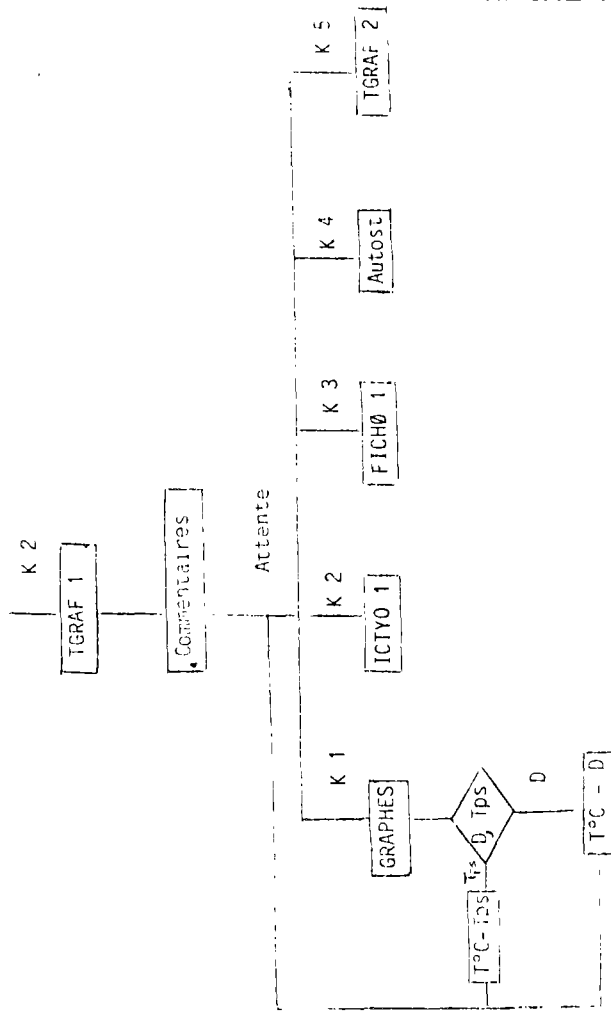 K 2
TGRAF 1
Commentaires
Attente
K 1
K 2
K 3
K 4
K 5
GRAPHES
ICTYO 1
FICHØ 1
Autost
TGRAF 2
D, Tps
Tps
D
T°C-Tps
T°C - D